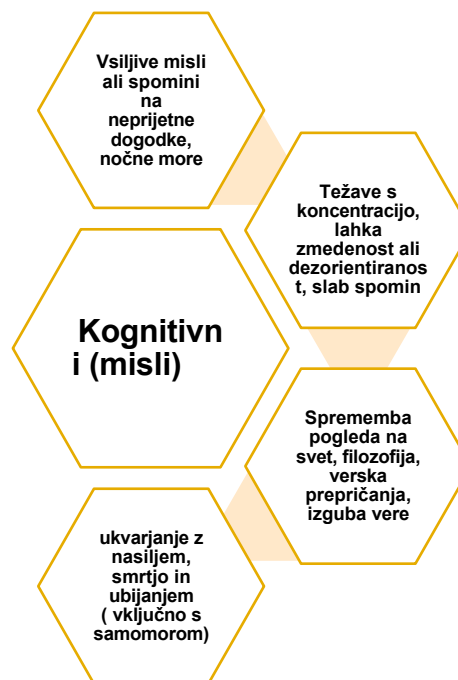 Vsiljive misli
ali spomini
na
neprijetne
dogodke,
nočne more
Težave s
koncentracijo,
lahka
zmedenost ali
dezorientiranos
t, slab spomin
Kognitivn
i (misli)
Sprememba
pogleda na
svet, filozofija,
verska
prepričanja,
izguba vere
ukvarjanje z
nasiljem,
smrtjo in
ubijanjem
( vključno s
samomorom)